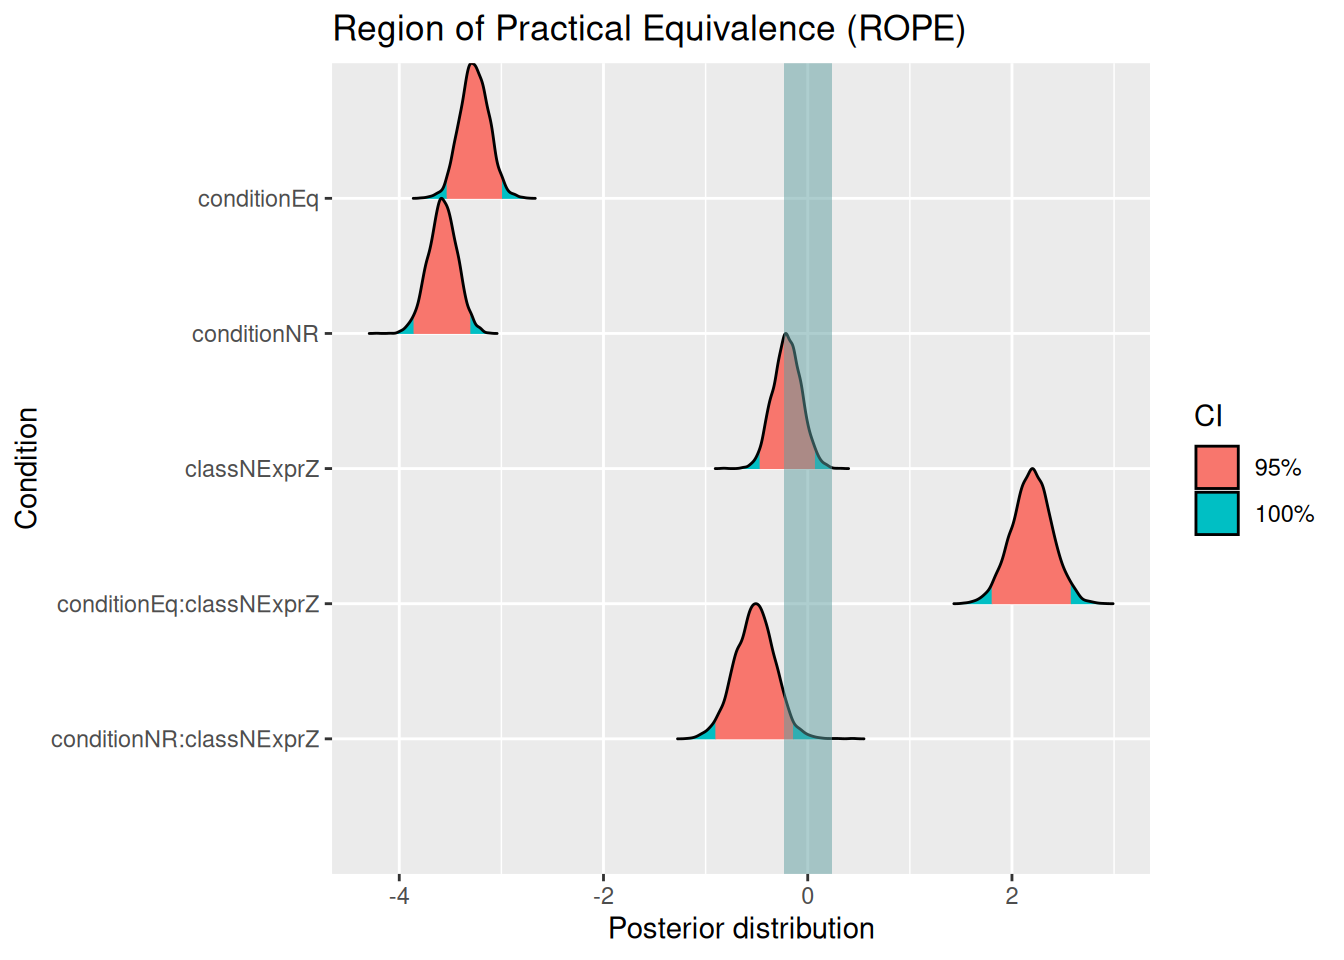 Region of Practical Equivalence (ROPE)
Condition
conditionEq
conditionNR
classNExprZ
conditionEq:classNExprZ
conditionNR:classNExprZ
-4
-2
0
2
Posterior distribution
CI
95%
100%